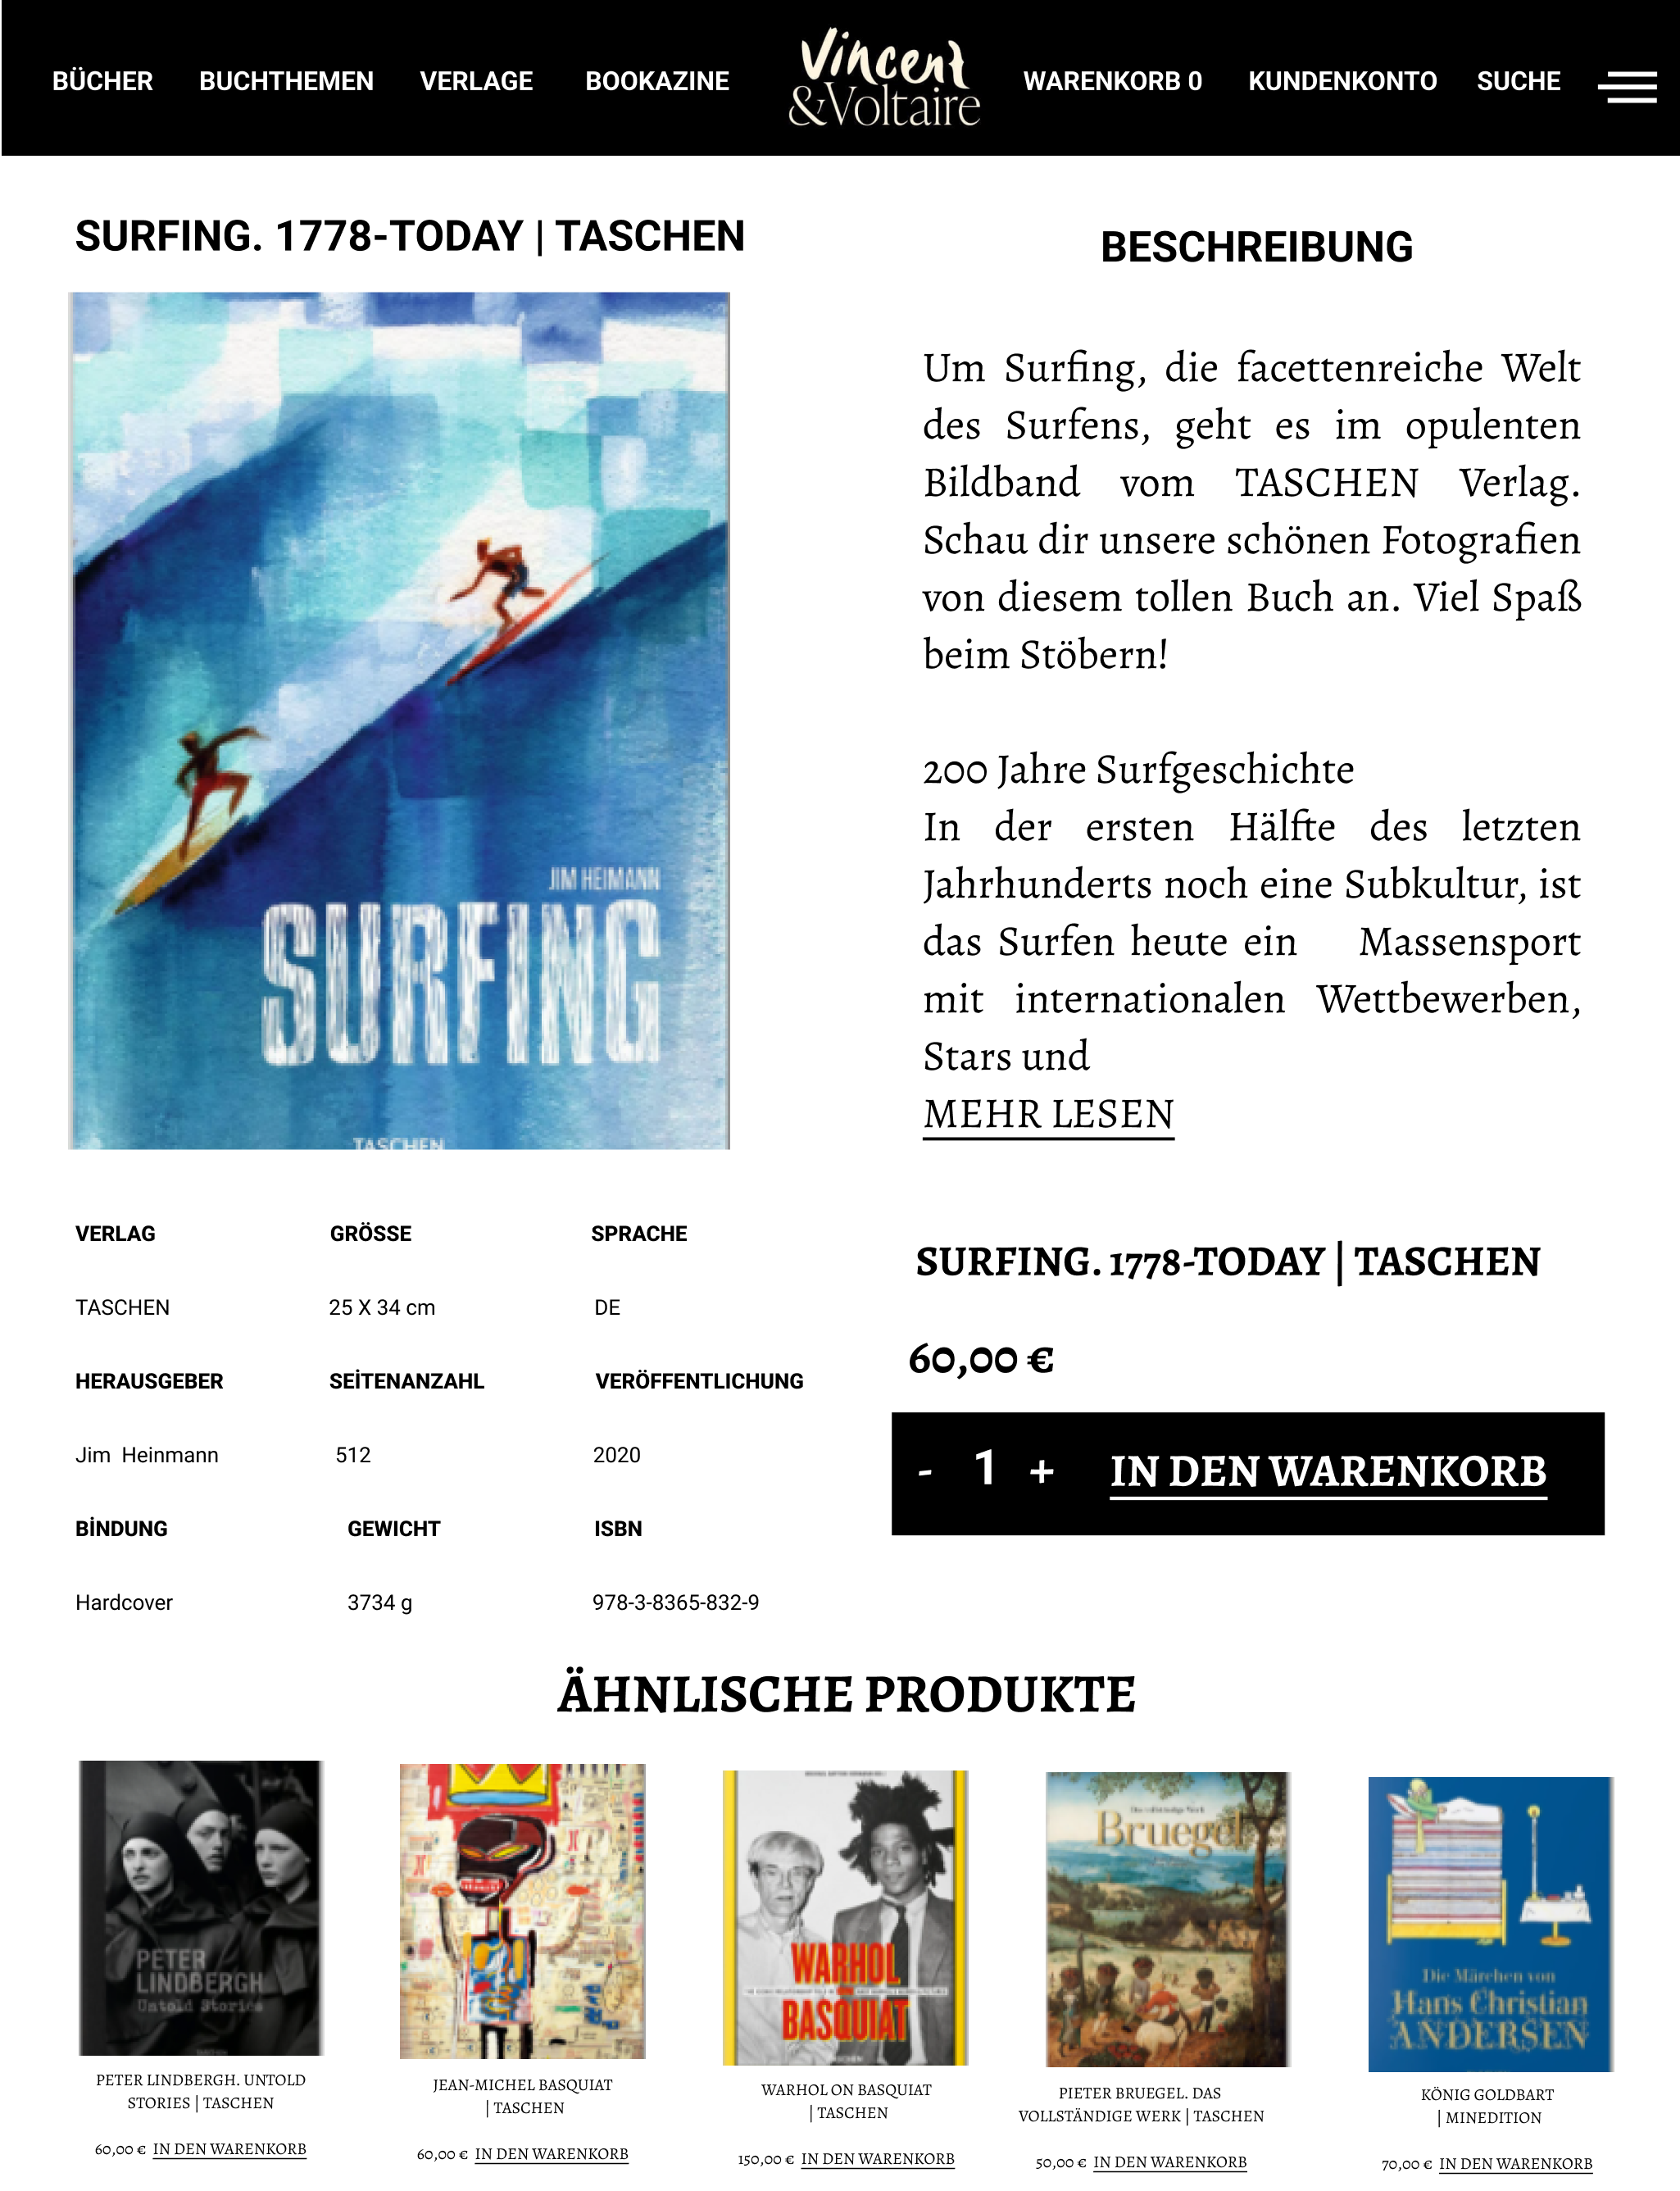 BÜCHER BUCHTHEMEN VERLAGE BOOKAZINE Vincent &Voltaire WARENKORB 0 KUNDENKONTO SUCHE
SURFING. 1778-TODAY | TASCHEN
JIM HEIMANN
SURFING
TASCHEN
BESCHREIBUNG
Um Surfing, die facettenreiche Welt
des Surfens, geht es im opulenten
Bildband vom TASCHEN Verlag.
Schau dir unsere schönen Fotografien
von diesem tollen Buch an. Viel Spaß
beim Stöbern!
200 Jahre Surfgeschichte
In der ersten Hälfte des letzten
Jahrhunderts noch eine Subkultur, ist
das Surfen heute ein Massensport
mit internationalen Wettbewerben,
Stars und
MEHR LESEN
VERLAG GRÖSSE SPRACHE
TASCHEN 25 X 34 cm DE
HERAUSGEBER SEİTENANZAHL VERÖFFENTLICHUNG
Jim Heinmann 512 2020
BİNDUNG GEWICHT ISBN
Hardcover 3734 g 978-3-8365-832-9
SURFING. 1778-TODAY | TASCHEN
60,00 €
- 1 + IN DEN WARENKORB
ÄHNLISCHE PRODUKTE
PETER
LINDBERGH
Untold Stories
PETER LINDBERGH. UNTOLD
STORIES | TASCHEN
60,00 € IN DEN WARENKORB
JEAN-MICHEL BASQUIAT
| TASCHEN
60,00 € IN DEN WARENKORB
WARHOL
BASQUIAT
WARHOL ON BASQUIAT
| TASCHEN
150,00 € IN DEN WARENKORB
Bruegel
PIETER BRUEGEL. DAS
VOLLSTÄNDIGE WERK | TASCHEN
50,00 € IN DEN WARENKORB
Die Märchen von
Hans Christian
ANDERSEN
KÖNIG GOLDBART
| MINEDITION
70,00 € IN DEN WARENKORB